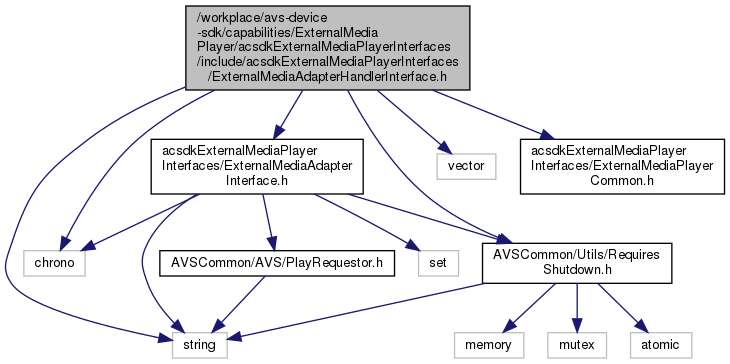 /workplace/avs-device
-sdk/capabilities/ExternalMedia
Player/acsdkExternalMediaPlayerInterfaces
/include/acsdkExternalMediaPlayerInterfaces
/ExternalMediaAdapterHandlerInterface.h
acsdkExternalMediaPlayer
Interfaces/ExternalMediaAdapter
Interface.h
vector
acsdkExternalMediaPlayer
Interfaces/ExternalMediaPlayer
Common.h
chrono
AVSCommon/AVS/PlayRequestor.h
set
AVSCommon/Utils/Requires
Shutdown.h
string
memory
mutex
atomic